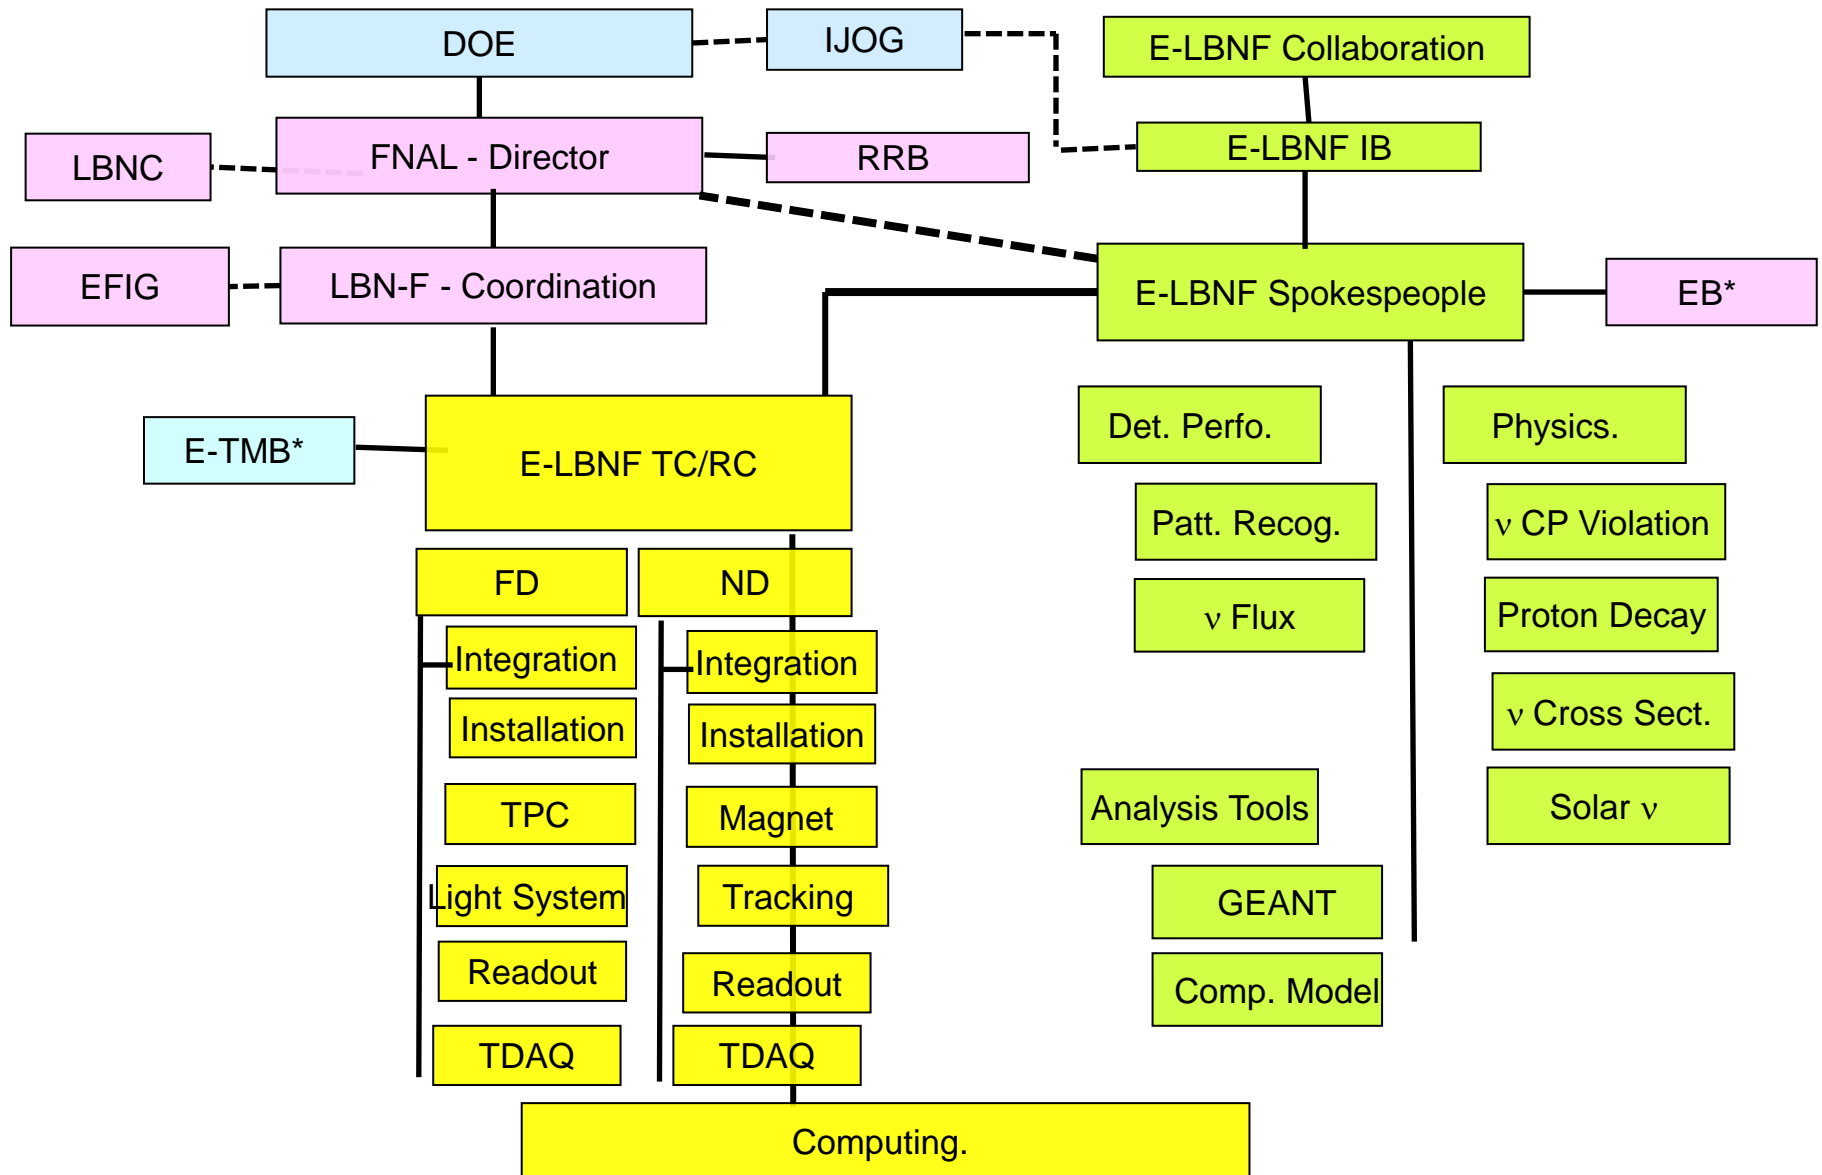 DOE
IJOG
E-LBNF Collaboration
LBNC
FNAL - Director
RRB
E-LBNF IB
EFIG
LBN-F - Coordination
E-LBNF Spokespeople
EB*
E-TMB*
E-LBNF TC/RC
Det. Perfo.
Physics.
Patt. Recog.
ν CP Violation
FD
ND
ν Flux
Proton Decay
Integration
Integration
Installation
Installation
ν Cross Sect.
TPC
Magnet
Analysis Tools
Solar ν
Light System
Tracking
GEANT
Readout
Readout
Comp. Model
TDAQ
TDAQ
Computing.